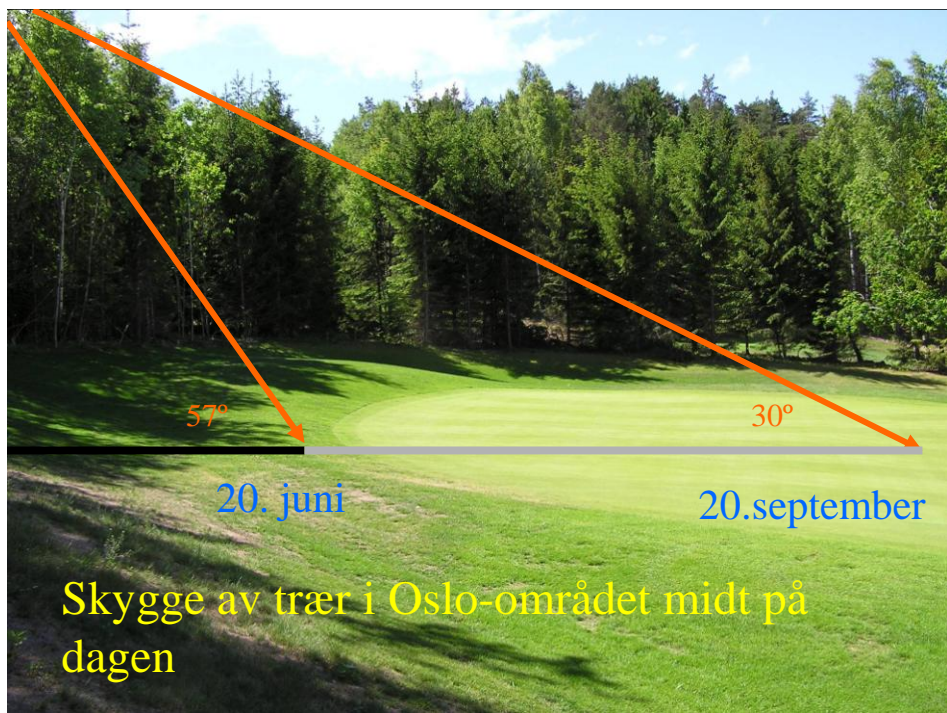 57º
30º
20. juni
20.september
Skygge av trær i Oslo-området midt på
dagen